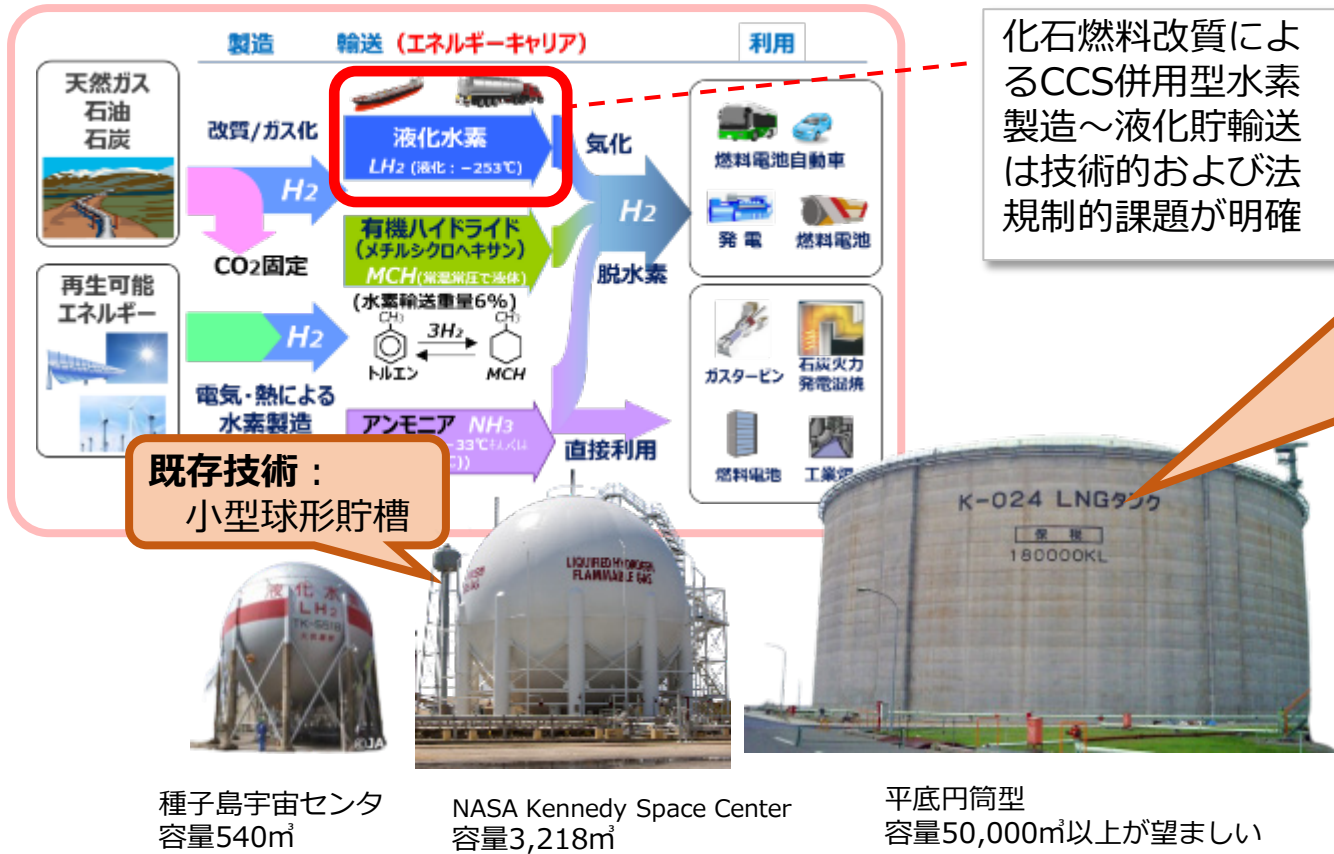 製造 輸送（エネルギーキャリア） 利用
天然ガス
石油
石炭
改質/ガス化
H2
CO2固定
再生可能
エネルギー
H2
電気・熱による
水素製造
液化水素
LH2 (液化：−253℃)
気化
有機ハイドライド
（メチルシクロヘキサン）
MCH(常温常圧で液体)
(水素輸送重量6%)
CH3 3H2 CH3
トルエン MCH
アンモニア NH3
H2
脱水素
直接利用
燃料電池自動車
発電 燃料電池
ガスタービン
石炭火力
発電混焼
燃料電池 工業
化石燃料改質によ
るCCS併用型水素
製造～液化貯輸送
は技術的および法
規制的課題が明確
既存技術：
小型球形貯槽
液化水
LH2
LIQUIFIED HYDROGEN
FLAMMABLE GAS
K-024 LNGタンク
保税
180000KL
種子島宇宙センタ
容量540㎥
NASA Kennedy Space Center
容量3,218㎥
平底円筒型
容量50,000㎥以上が望ましい